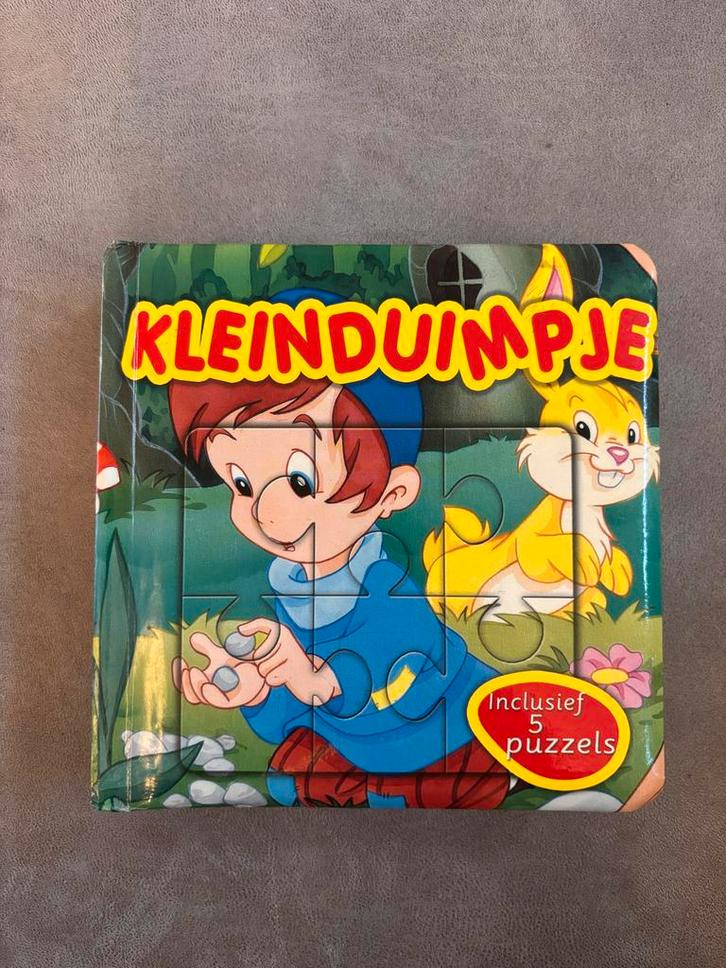 KLEINDUIMPJE
Inclusief
5
puzzels